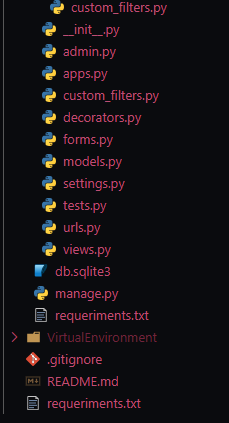 custom_filters.py
__init__.py
admin.py
apps.py
custom_filters.py
decorators.py
forms.py
models.py
settings.py
tests.py
urls.py
views.py
db.sqlite3
manage.py
requeriments.txt
VirtualEnvironment
.gitignore
README.md
requeriments.txt